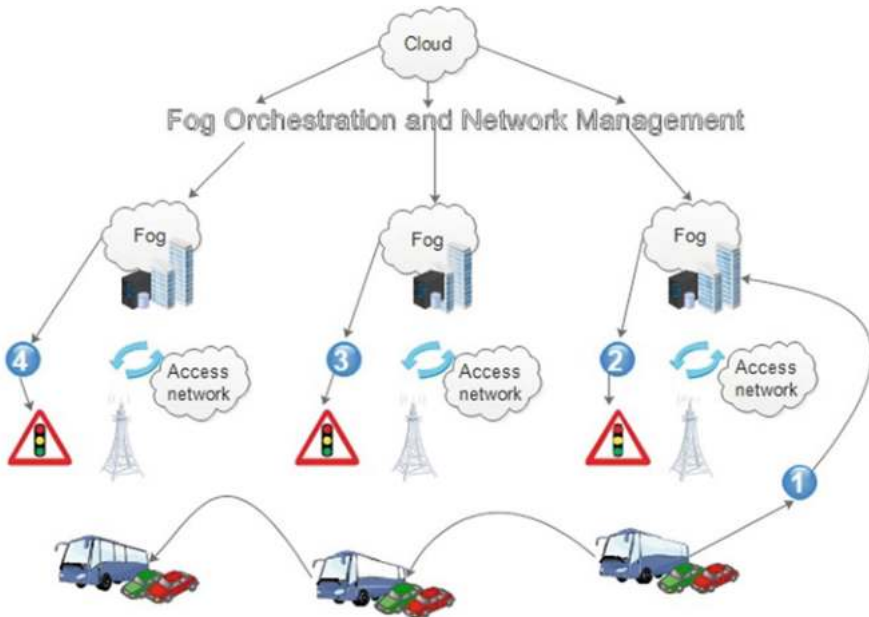 Cloud
Fog Orchestration and Network Management
Fog
Fog
Fog
4
3
2
Access
network
Access
network
Access
network
1